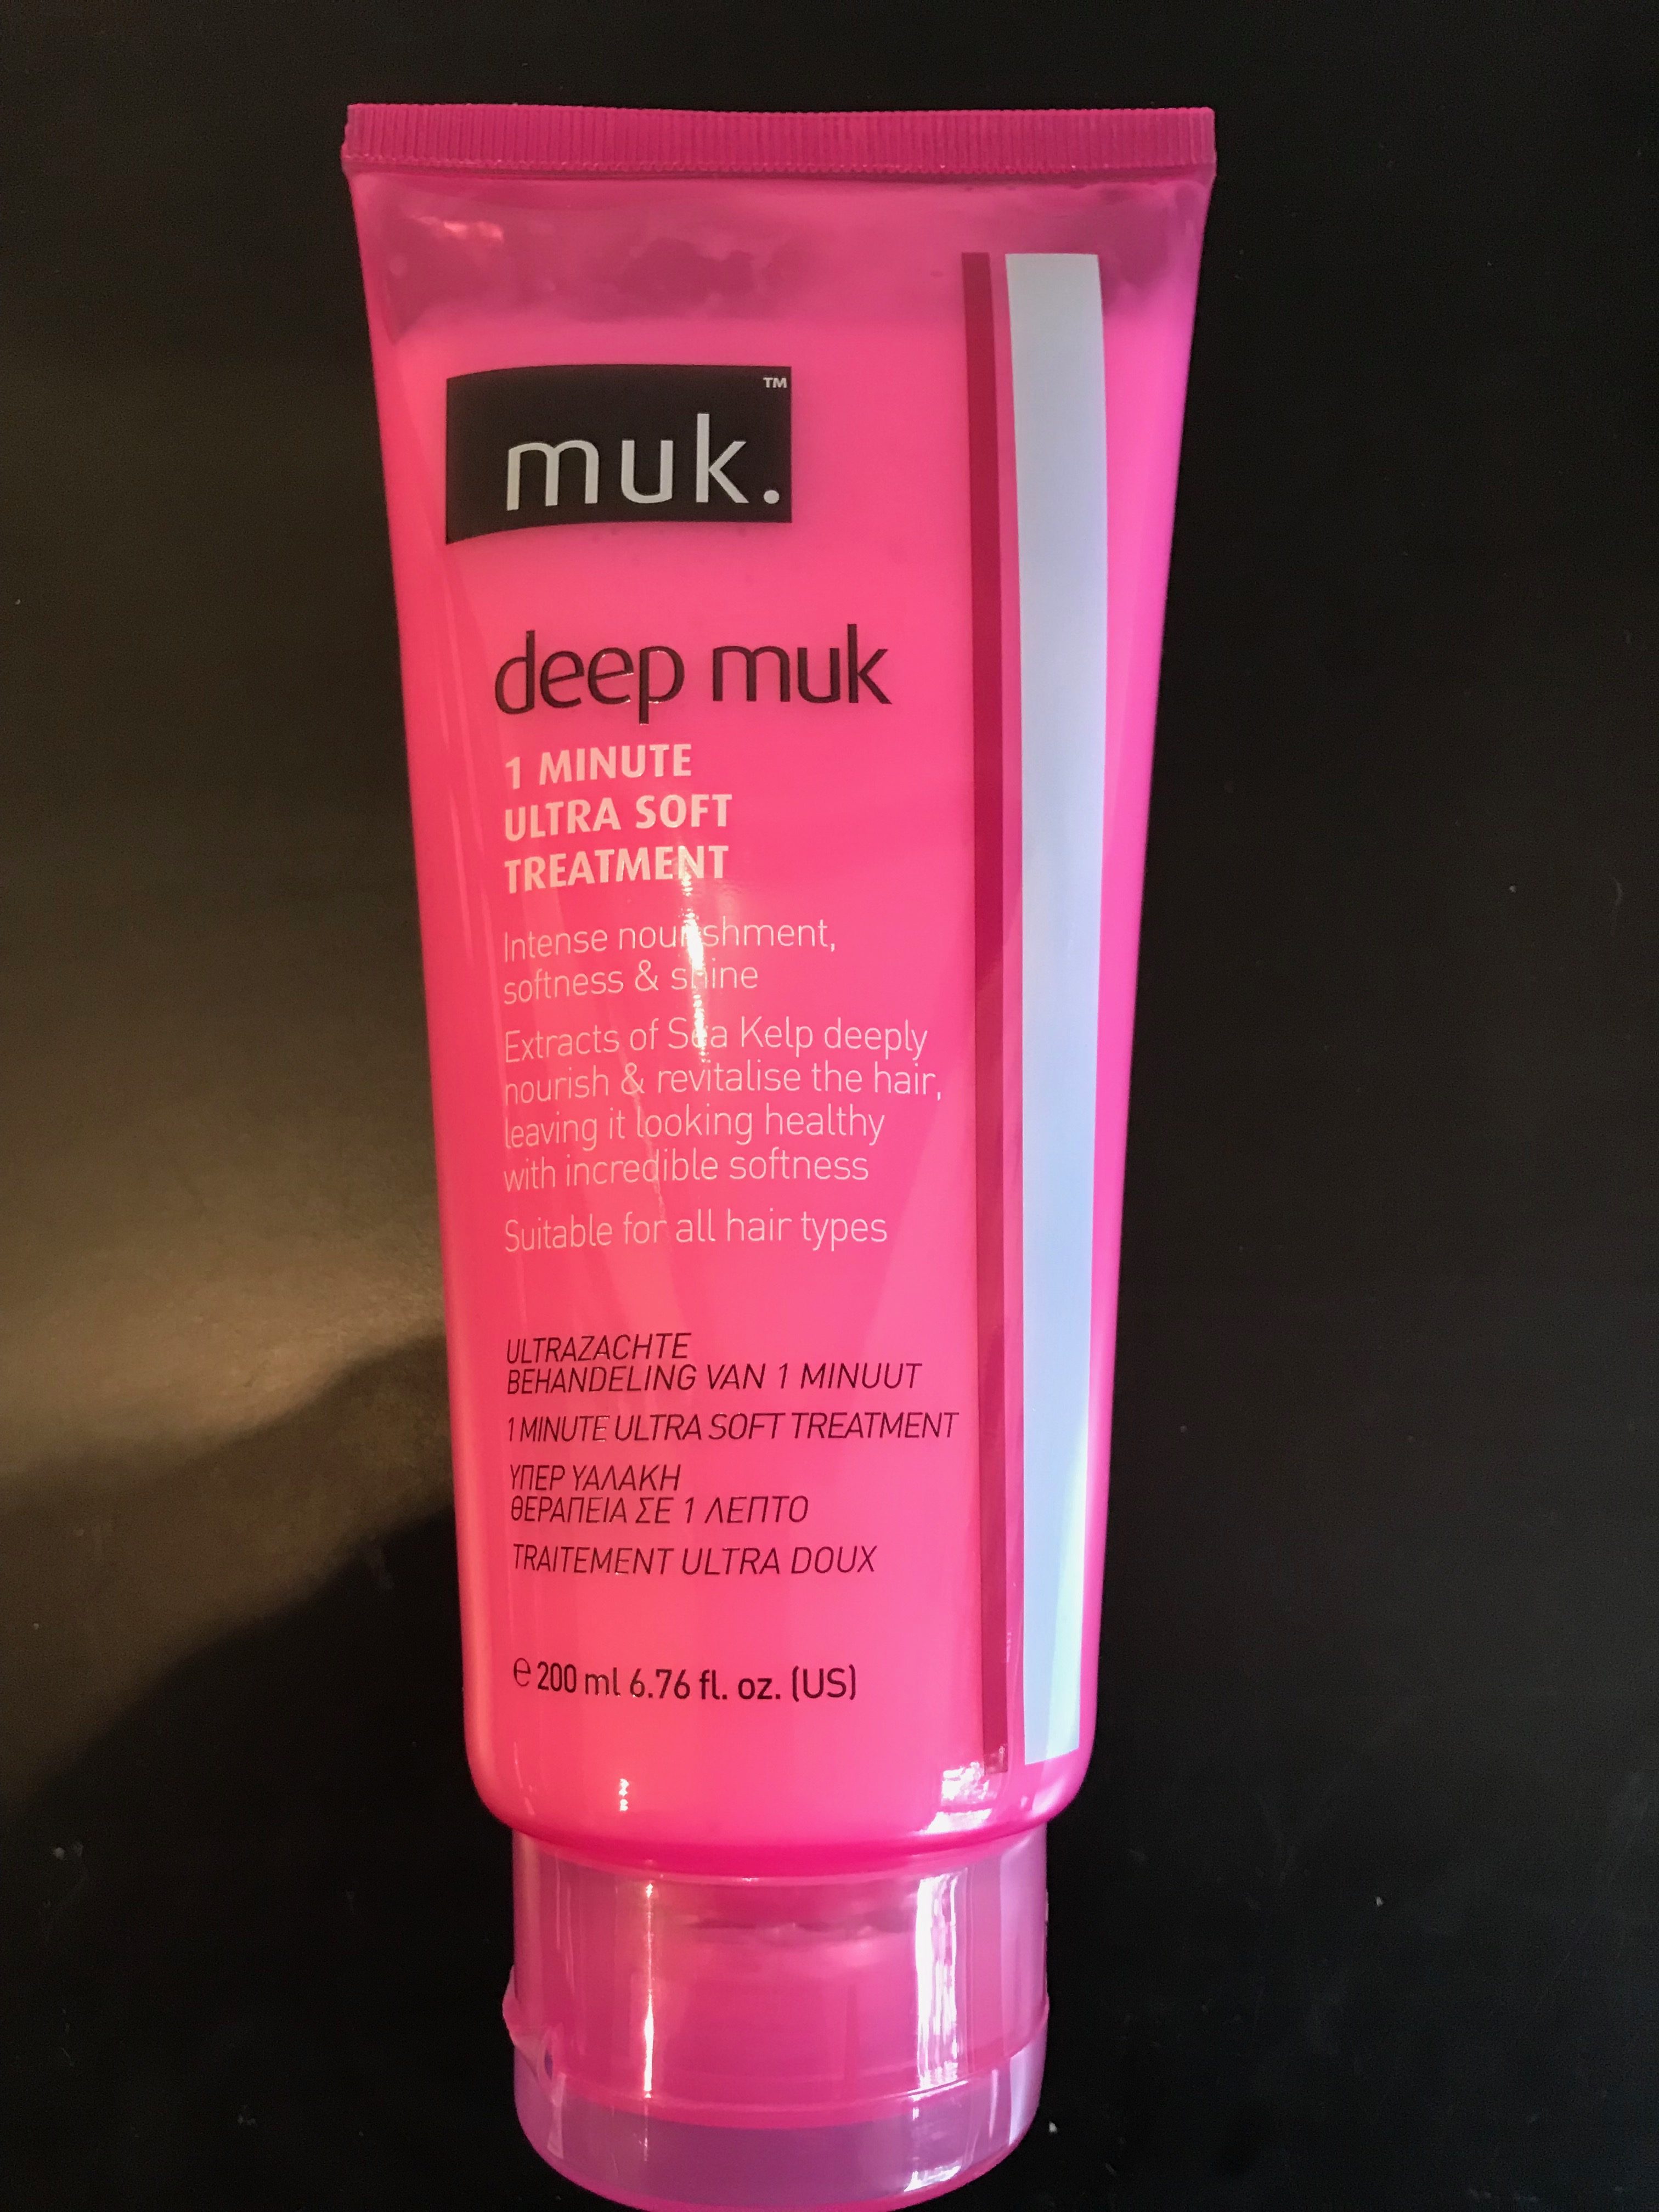 muk.™
deep muk
1 MINUTE
ULTRA SOFT
TREATMENT
Intense nourishment,
softness & shine
Extracts of Sea Kelp deeply
nourish & revitalise the hair,
leaving it looking healthy
with incredible softness
Suitable for all hair types
ULTRAZACHTE
BEHANDELING VAN 1 MINUUT
1 MINUTE ULTRA SOFT TREATMENT
ΥΠΕΡ ΥΑΛΑΚΗ
ΘΕΡΑΠΕΙΑ ΣΕ 1 ΛΕΠΤΟ
TRAITEMENT ULTRA DOUX
℮ 200 ml 6.76 fl. oz. (US)